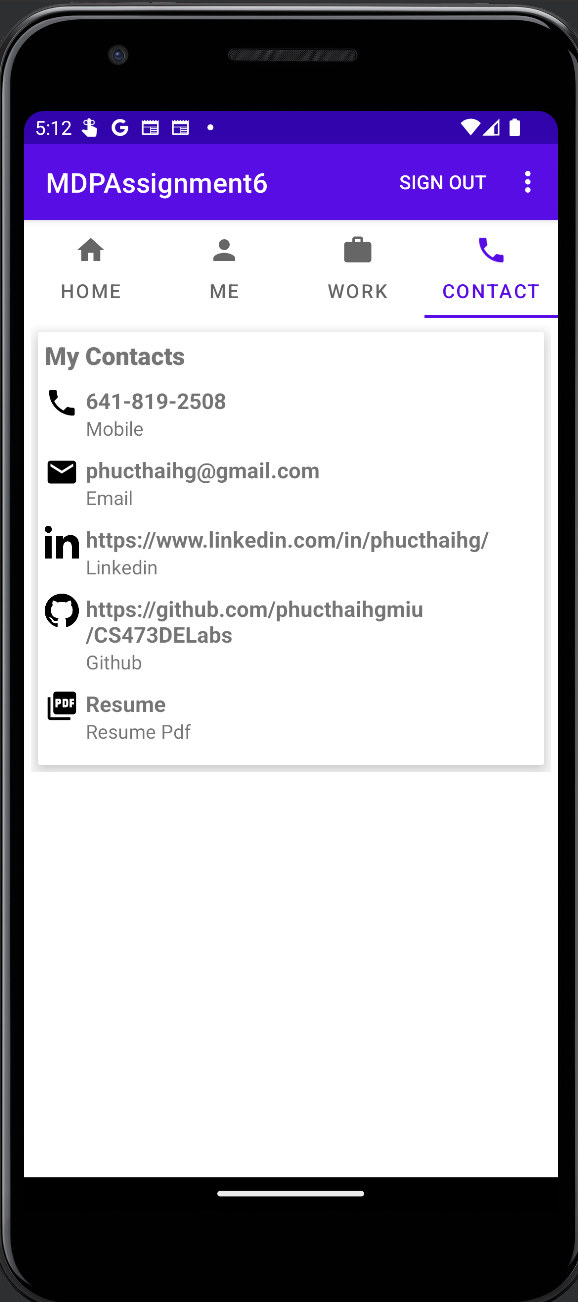 5:12
MDPAssignment6
SIGN OUT
HOME
ME
WORK
CONTACT
My Contacts
641-819-2508
Mobile
phucthaihg@gmail.com
Email
in https://www.linkedin.com/in/phucthaihg/
Linkedin
https://github.com/phucthaihgmiu
/CS473DELabs
Github
PDF Resume
Resume Pdf